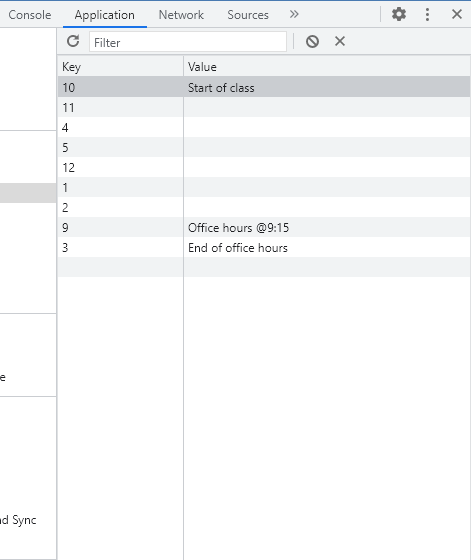 Console Application Network Sources
Filter
Key Value
10 Start of class
11
4
5
12
1
2
9 Office hours @9:15
3 End of office hours
e
nd Sync